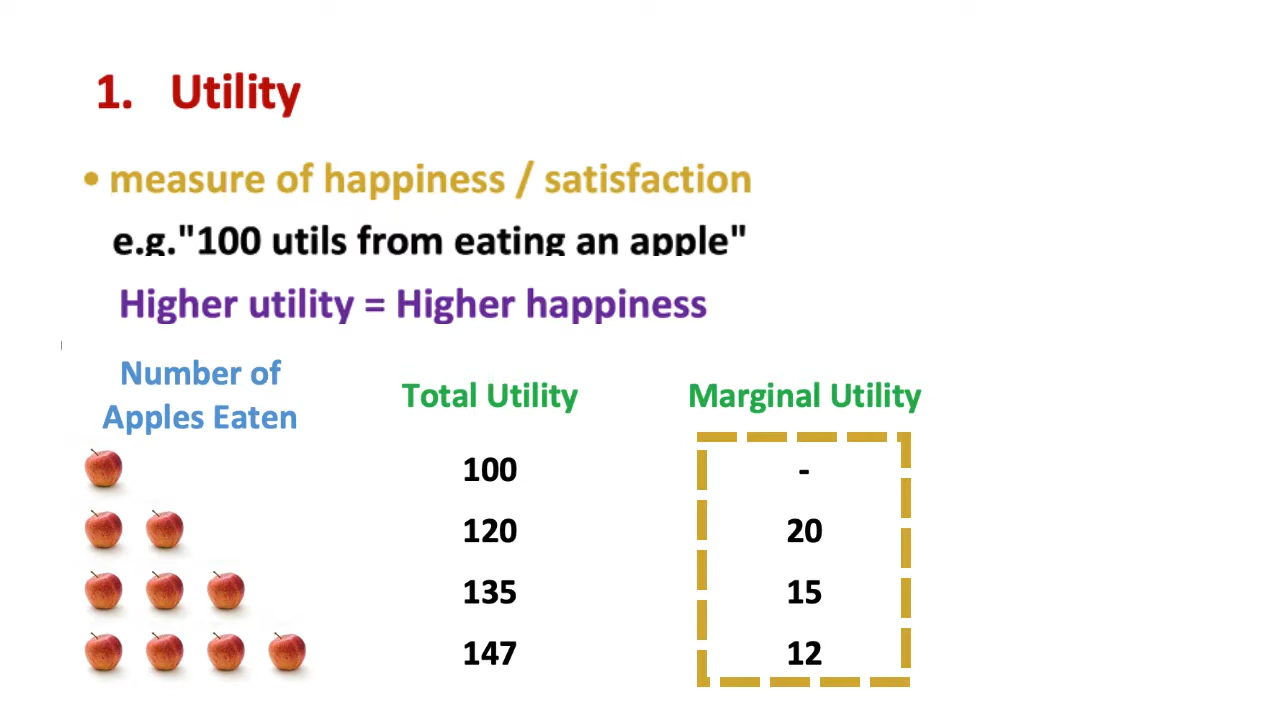 1. Utility
• measure of happiness / satisfaction
e.g."100 utils from eating an apple"
Higher utility = Higher happiness
Number of
Apples Eaten
Total Utility
Marginal Utility
100
-
120
20
135
15
147
12